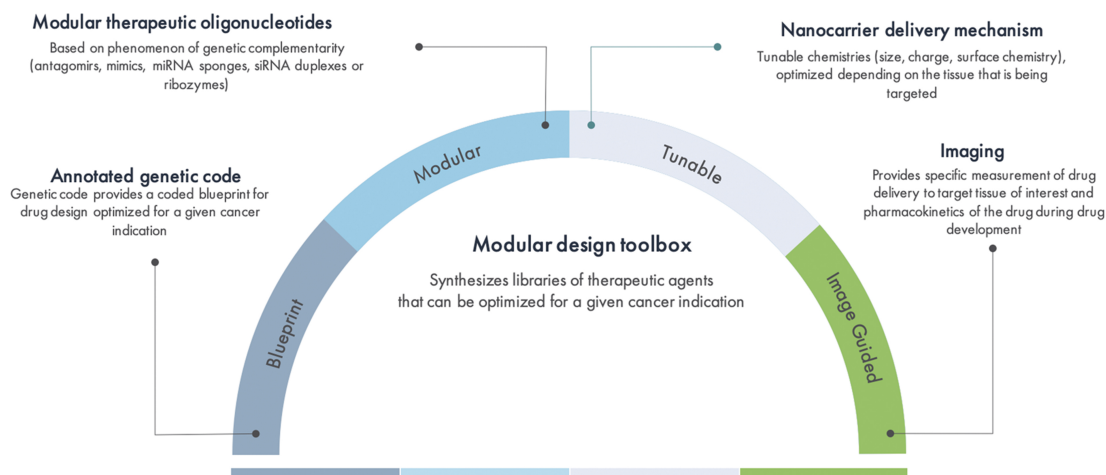 Modular therapeutic oligonucleotides
Based on phenomenon of genetic complementarity
(antagomirs, mimics, miRNA sponges, siRNA duplexes or
ribozymes)
Nanocarrier delivery mechanism
Tunable chemistries (size, charge, surface chemistry),
optimized depending on the tissue that is being
targeted
Annotated genetic code
Genetic code provides a coded blueprint for
drug design optimized for a given cancer
indication
Imaging
Provides specific measurement of drug
delivery to target tissue of interest and
pharmacokinetics of the drug during drug
development
Blueprint
Modular
Tunable
Image Guided
Modular design toolbox
Synthesizes libraries of therapeutic agents
that can be optimized for a given cancer indication